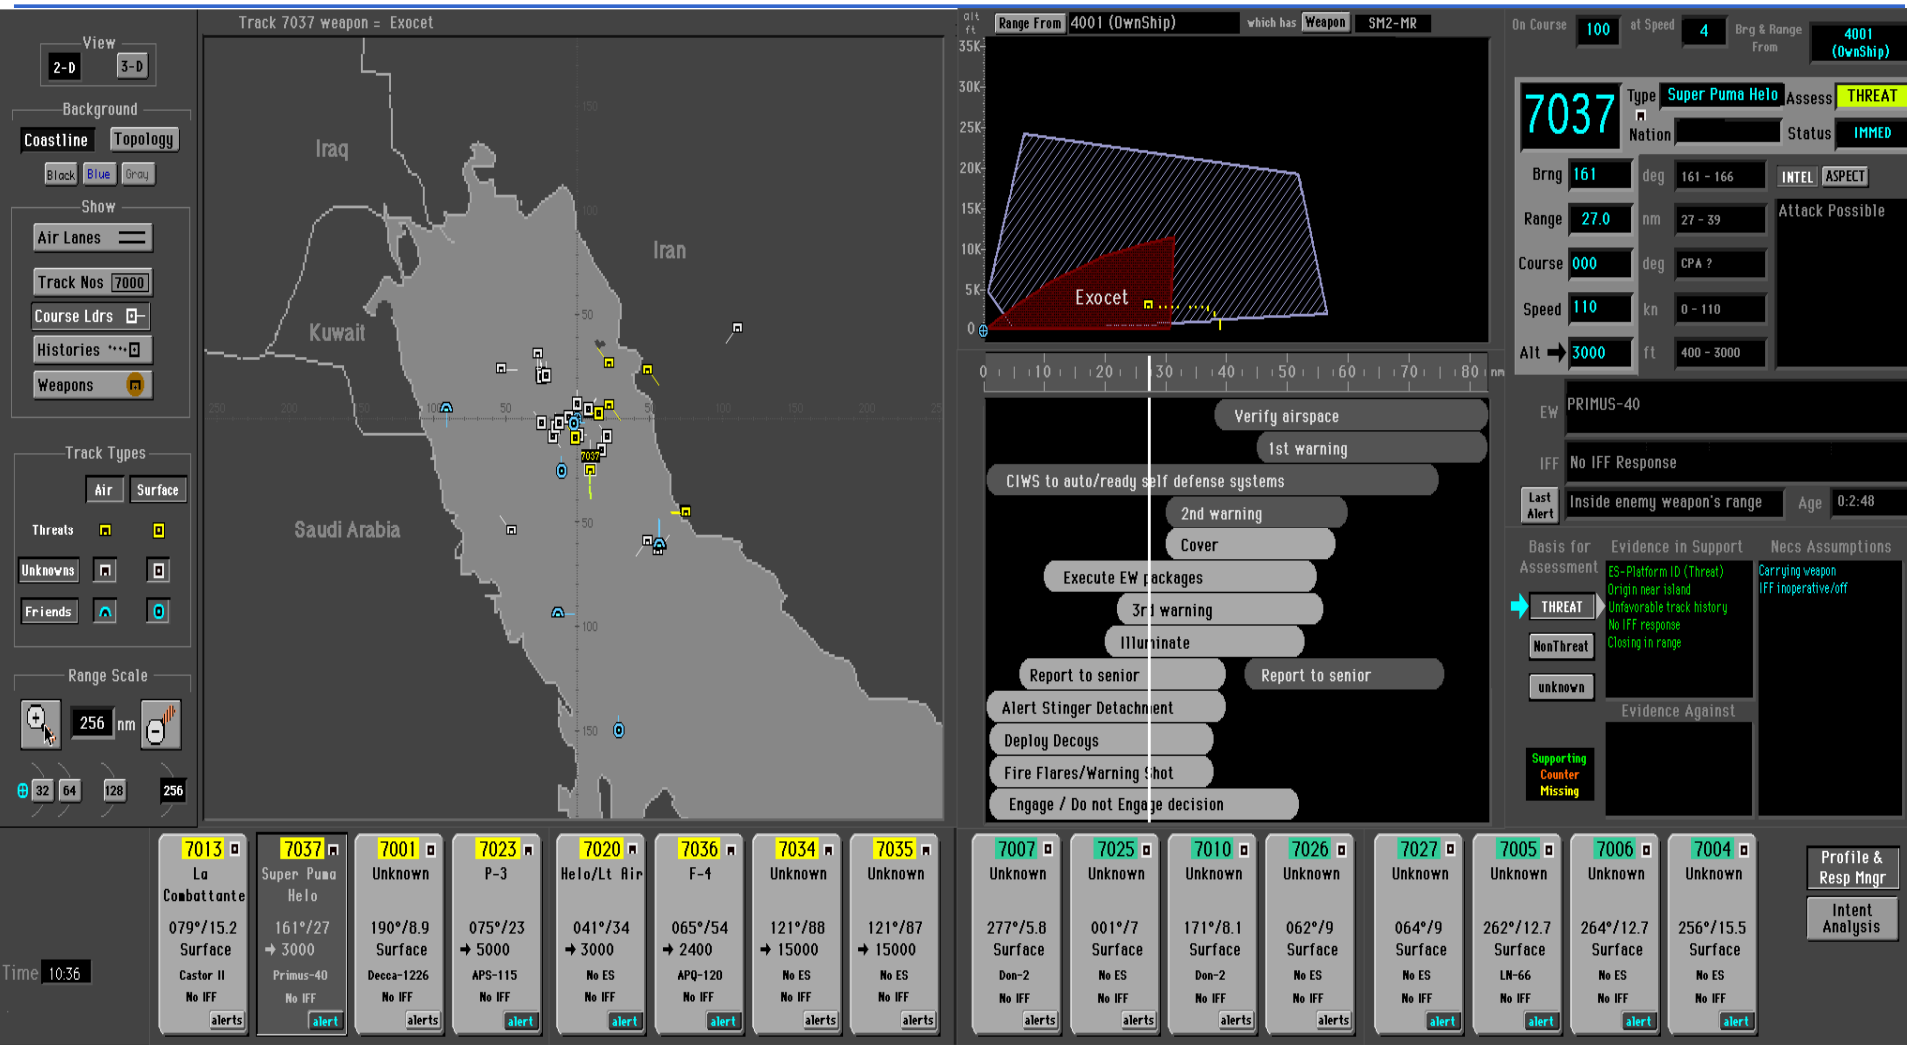 Track 7037 weapon = Exocet
View
2-D
3-D
Background
Coastline
Topology
Black
Blue
Gray
Show
Air Lanes
Track Nos 7000
Course Ldrs
Histories
Weapons
Track Types
Air
Surface
Threats
Unknowns
Friends
Range Scale
256 nm
32
64
128
256
Time 10:36
Iraq
Iran
Kuwait
Saudi Arabia
150
100
50
250
200
150
100
50
50
100
150
200
50
100
150
7037
alt
ft
Range From
4001 (OwnShip)
which has
Weapon
SM2-MR
35K
30K
25K
20K
15K
10K
5K
0
Exocet
0 10 20 30 40 50 60 70 80 nm
Verify airspace
1st warning
CIWS to auto/ready self defense systems
2nd warning
Cover
Execute EW packages
3rd warning
Illuminate
Report to senior
Report to senior
Alert Stinger Detachment
Deploy Decoys
Fire Flares/Warning Shot
Engage / Do not Engage decision
On Course
100
at Speed
4
Brg & Range
From
4001
(OwnShip)
7037
Type
Super Puma Helo
Assess
THREAT
Nation
Status
IMMED
Brng 161 deg 161 - 166
INTEL
ASPECT
Range 27.0 nm 27 - 39
Attack Possible
Course 000 deg CPA ?
Speed 110 kn 0 - 110
Alt 3000 ft 400 - 3000
EW
PRIMUS-40
IFF
No IFF Response
Last
Alert
Inside enemy weapon's range
Age
0:2:48
Basis for
Assessment
THREAT
NonThreat
unknown
Evidence in Support
ES-Platform ID (Threat)
Origin near island
Unfavorable track history
No IFF response
Closing in range
Necs Assumptions
Carrying weapon
IFF inoperative/off
Evidence Against
Supporting
Counter
Missing
7013
La
Combattante
079°/15.2
Surface
Castor II
No IFF
alerts
7037
Super Puma
Helo
161°/27
3000
Primus-40
No IFF
alert
7001
Unknown
190°/8.9
Surface
Decca-1226
No IFF
alerts
7023
P-3
075°/23
5000
APS-115
No IFF
alert
7020
Helo/Lt Air
041°/34
3000
No ES
No IFF
alert
7036
F-4
065°/54
2400
APQ-120
No IFF
alert
7034
Unknown
121°/88
15000
No ES
No IFF
alerts
7035
Unknown
121°/87
15000
No ES
No IFF
alerts
7007
Unknown
277°/5.8
Surface
Don-2
No IFF
alerts
7025
Unknown
001°/7
Surface
No ES
No IFF
alerts
7010
Unknown
171°/8.1
Surface
Don-2
No IFF
alerts
7026
Unknown
062°/9
Surface
No ES
No IFF
alerts
7027
Unknown
064°/9
Surface
No ES
No IFF
alert
7005
Unknown
262°/12.7
Surface
LN-66
No IFF
alert
7006
Unknown
264°/12.7
Surface
No ES
No IFF
alert
7004
Unknown
256°/15.5
Surface
No ES
No IFF
alert
Profile &
Resp Mngr
Intent
Analysis